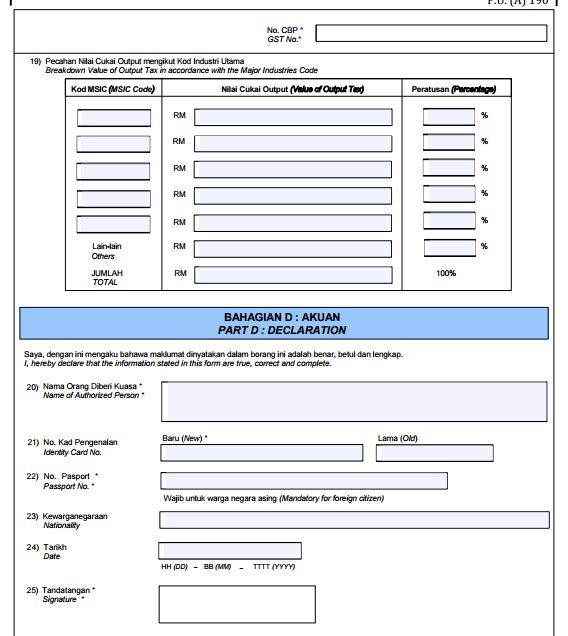 P.U. (A) 190
No. CBP *
GST No.*
19) Pecahan Nilai Cukai Output mengikut Kod Industri Utama
Breakdown Value of Output Tax in accordance with the Major Industries Code
Kod MSIC (MSIC Code) Nilai Cukai Output (Value of Output Tax) Peratusan (Percentage)
RM %
RM %
RM %
RM %
RM %
Lain-lain RM %
Others
JUMLAH RM 100%
TOTAL
BAHAGIAN D : AKUAN
PART D : DECLARATION
Saya, dengan ini mengaku bahawa maklumat dinyatakan dalam borang ini adalah benar, betul dan lengkap.
I, hereby declare that the information stated in this form are true, correct and complete.
20) Nama Orang Diberi Kuasa *
Name of Authorized Person *
21) No. Kad Pengenalan Baru (New) * Lama (Old)
Identity Card No.
22) No. Pasport *
Passport No. *
Wajib untuk warga negara asing (Mandatory for foreign citizen)
23) Kewarganegaraan
Nationality
24) Tarikh
Date
HH (DD) – BB (MM) – TTTT (YYYY)
25) Tandatangan *
Signature *